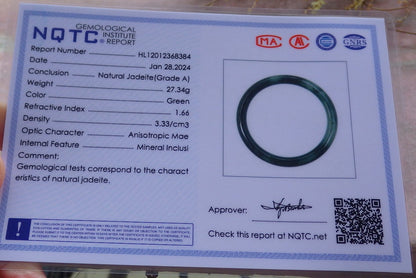 NQTC GEMOLOGICAL INSTITUTE REPORT
MA
GNRS
Report Number HL12012368384
Date Jan 28,2024
Conclusion Natural Jadeite(Grade A)
Weight 27.34g
Color Green
Refractive Index 1.66
Density 3.33/cm3
Optic Character Anisotropic Mae
Internal Feature Mineral Inclusi
Comment:
Gemological tests correspond to the charact
eristics of natural jadeite.
Approver:
Check this report at NQTC.net